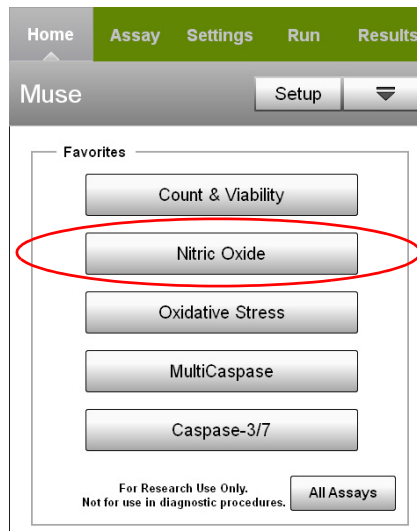 Home Assay Settings Run Results
Muse Setup
Favorites
Count & Viability
Nitric Oxide
Oxidative Stress
MultiCaspase
Caspase-3/7
For Research Use Only.
Not for use in diagnostic procedures.
All Assays